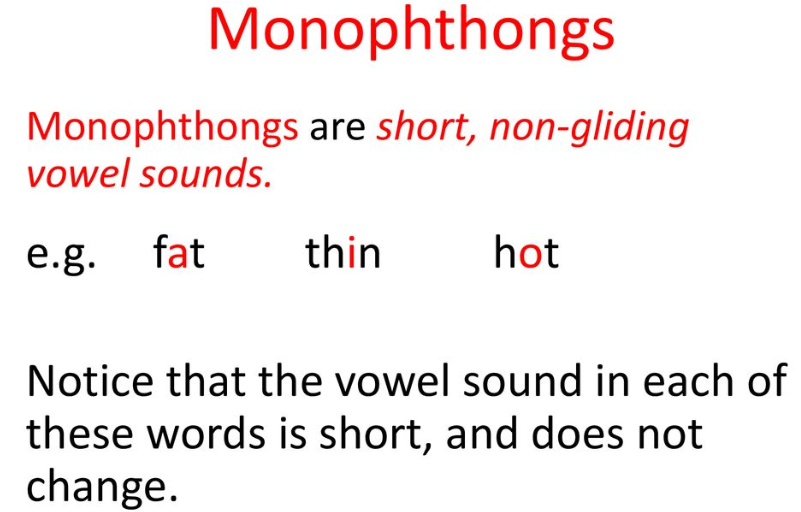 Monophthongs
Monophthongs are short, non-gliding
vowel sounds.
e.g. fat thin hot
Notice that the vowel sound in each of
these words is short, and does not
change.